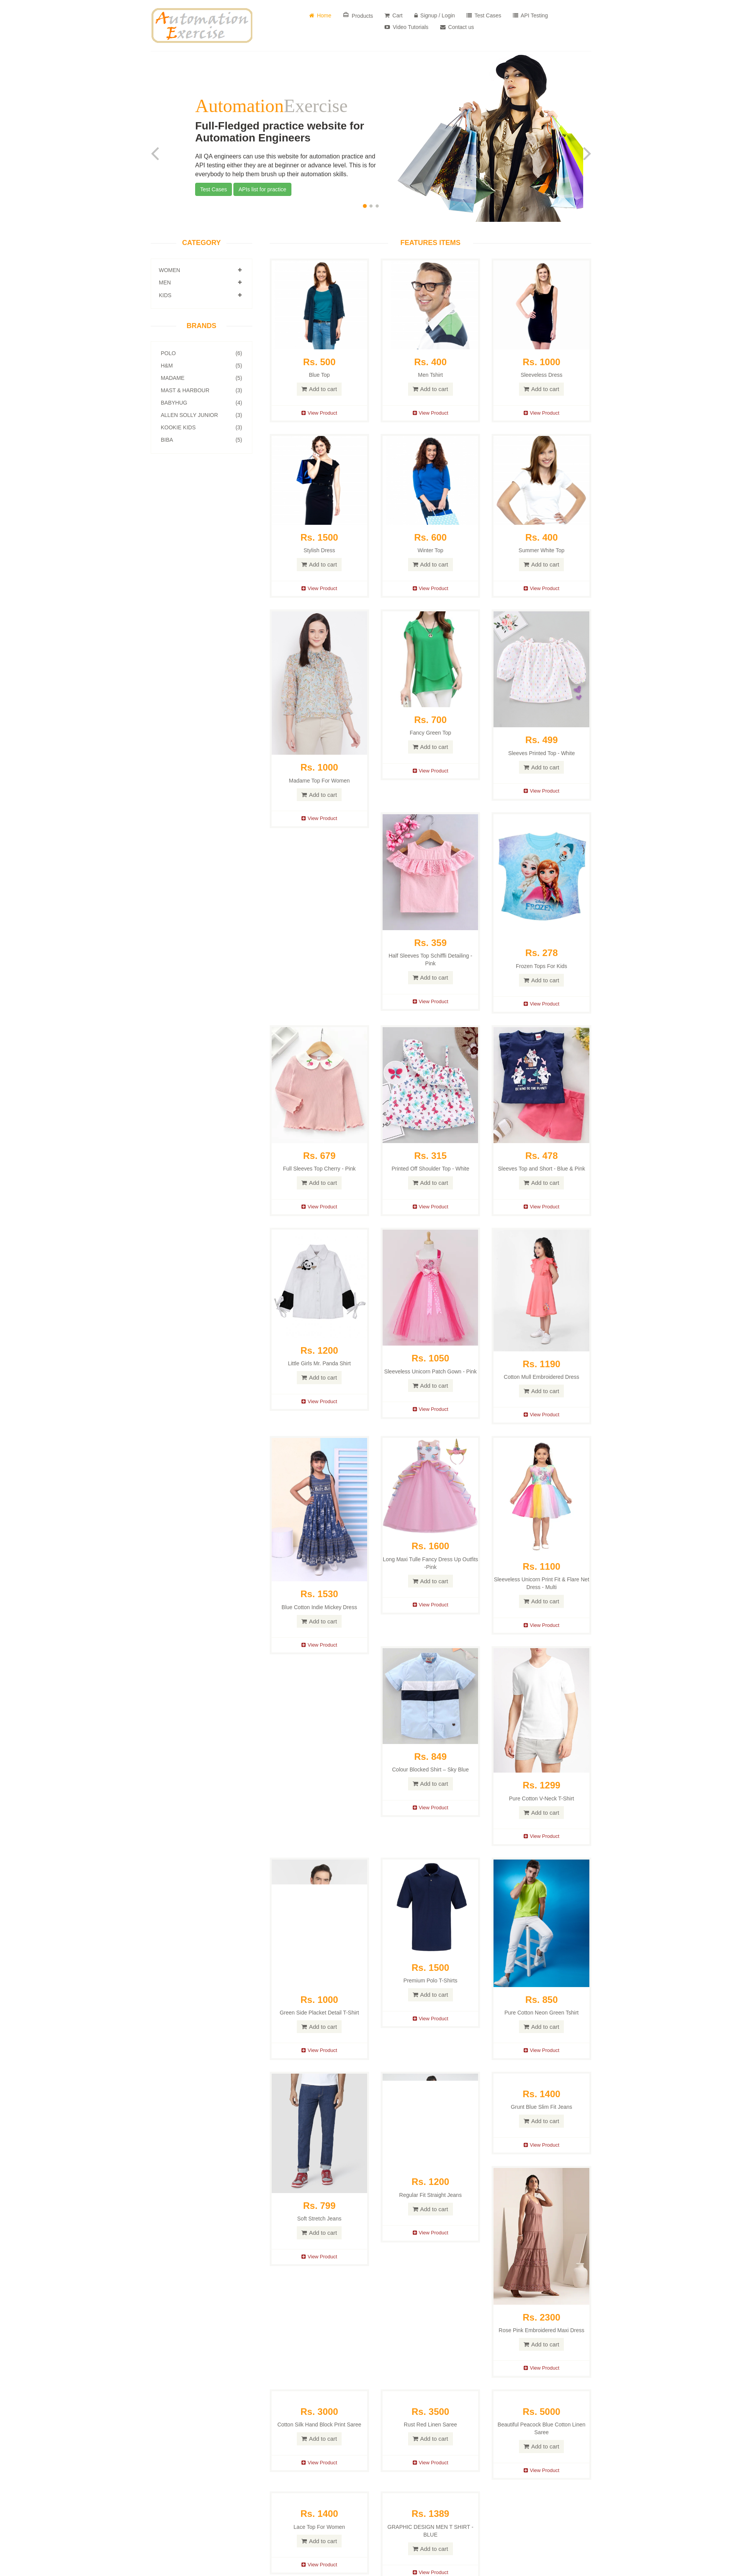 Automation
Exercise
Home
Products
Cart
Signup / Login
Test Cases
API Testing
Video Tutorials
Contact us
AutomationExercise
Full-Fledged practice website for
Automation Engineers
All QA engineers can use this website for automation practice and
API testing either they are at beginner or advance level. This is for
everybody to help them brush up their automation skills.
Test Cases
APIs list for practice
CATEGORY
WOMEN
MEN
KIDS
BRANDS
POLO (6)
H&M (5)
MADAME (5)
MAST & HARBOUR (3)
BABYHUG (4)
ALLEN SOLLY JUNIOR (3)
KOOKIE KIDS (3)
BIBA (5)
FEATURES ITEMS
Rs. 500
Blue Top
Add to cart
View Product
Rs. 400
Men Tshirt
Add to cart
View Product
Rs. 1000
Sleeveless Dress
Add to cart
View Product
Rs. 1500
Stylish Dress
Add to cart
View Product
Rs. 600
Winter Top
Add to cart
View Product
Rs. 400
Summer White Top
Add to cart
View Product
Rs. 1000
Madame Top For Women
Add to cart
View Product
Rs. 700
Fancy Green Top
Add to cart
View Product
Rs. 499
Sleeves Printed Top - White
Add to cart
View Product
Rs. 359
Half Sleeves Top Schiffli Detailing -
Pink
Add to cart
View Product
FROZEN
Rs. 278
Frozen Tops For Kids
Add to cart
View Product
Rs. 679
Full Sleeves Top Cherry - Pink
Add to cart
View Product
Rs. 315
Printed Off Shoulder Top - White
Add to cart
View Product
Rs. 478
Sleeves Top and Short - Blue & Pink
Add to cart
View Product
Rs. 1200
Little Girls Mr. Panda Shirt
Add to cart
View Product
Rs. 1050
Sleeveless Unicorn Patch Gown - Pink
Add to cart
View Product
Rs. 1190
Cotton Mull Embroidered Dress
Add to cart
View Product
Rs. 1530
Blue Cotton Indie Mickey Dress
Add to cart
View Product
Rs. 1600
Long Maxi Tulle Fancy Dress Up Outfits
-Pink
Add to cart
View Product
Rs. 1100
Sleeveless Unicorn Print Fit & Flare Net
Dress - Multi
Add to cart
View Product
Rs. 849
Colour Blocked Shirt – Sky Blue
Add to cart
View Product
Rs. 1299
Pure Cotton V-Neck T-Shirt
Add to cart
View Product
Rs. 1000
Green Side Placket Detail T-Shirt
Add to cart
View Product
Rs. 1500
Premium Polo T-Shirts
Add to cart
View Product
Rs. 850
Pure Cotton Neon Green Tshirt
Add to cart
View Product
Rs. 799
Soft Stretch Jeans
Add to cart
View Product
Rs. 1200
Regular Fit Straight Jeans
Add to cart
View Product
Rs. 1400
Grunt Blue Slim Fit Jeans
Add to cart
View Product
Rs. 2300
Rose Pink Embroidered Maxi Dress
Add to cart
View Product
Rs. 3000
Cotton Silk Hand Block Print Saree
Add to cart
View Product
Rs. 3500
Rust Red Linen Saree
Add to cart
View Product
Rs. 5000
Beautiful Peacock Blue Cotton Linen
Saree
Add to cart
View Product
Rs. 1400
Lace Top For Women
Add to cart
View Product
Rs. 1389
GRAPHIC DESIGN MEN T SHIRT -
BLUE
Add to cart
View Product